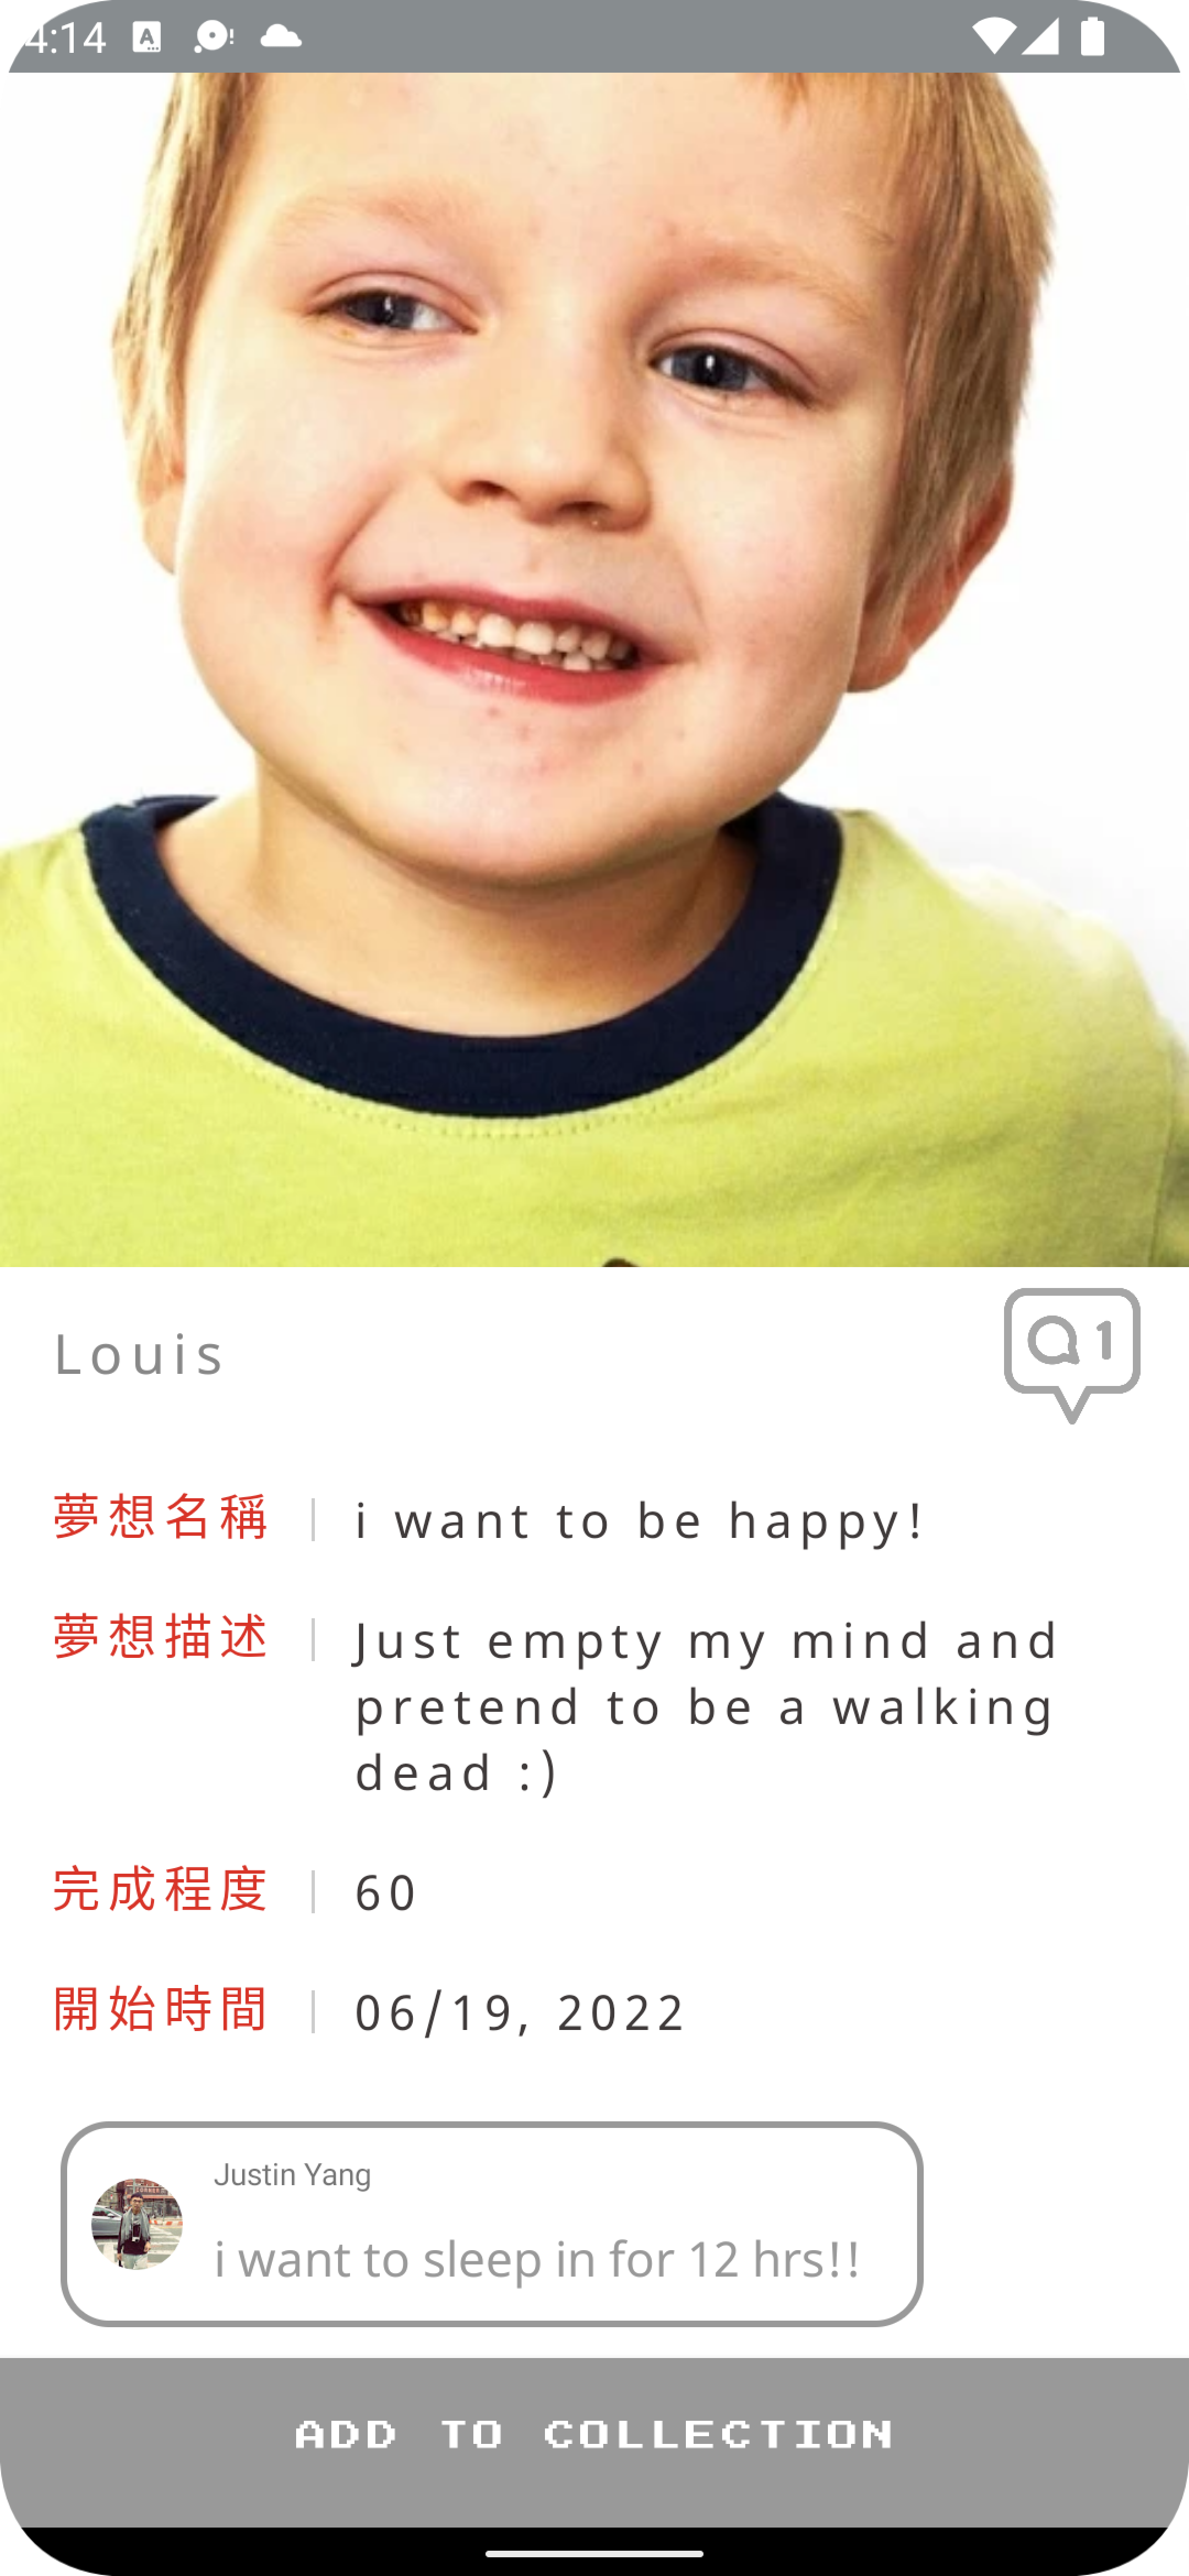 4:14
Louis
1
夢想名稱 | i want to be happy!
夢想描述 | Just empty my mind and
pretend to be a walking
dead :)
完成程度 | 60
開始時間 | 06/19, 2022
Justin Yang
i want to sleep in for 12 hrs!!
ADD TO COLLECTION